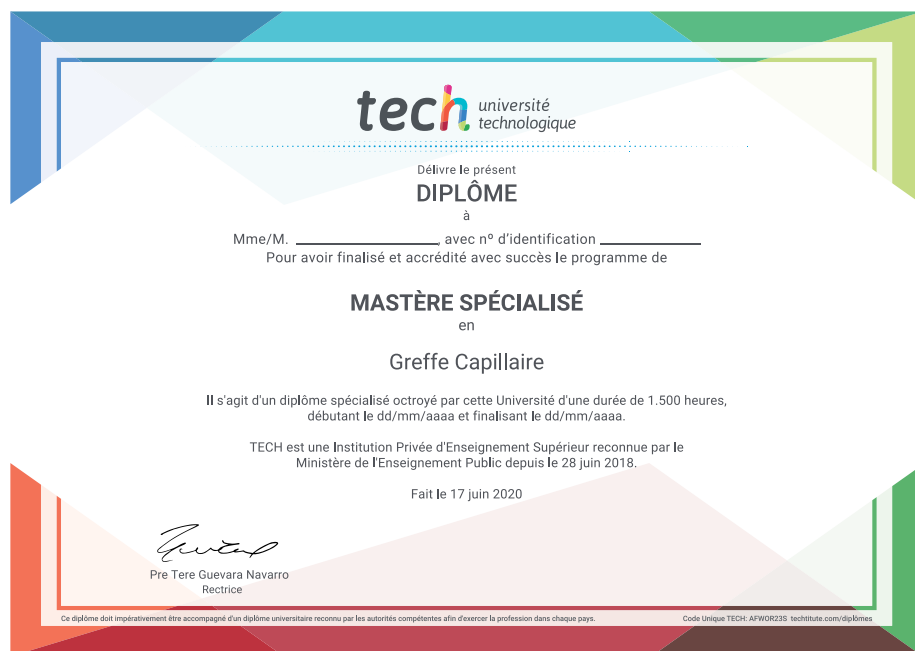 tech université
technologique
Délivre le présent
DIPLÔME
à
Mme/M. ____________________, avec nº d'identification ______________
Pour avoir finalisé et accrédité avec succès le programme de
MASTÈRE SPÉCIALISÉ
en
Greffe Capillaire
Il s'agit d'un diplôme spécialisé octroyé par cette Université d'une durée de 1.500 heures,
débutant le dd/mm/aaaa et finalisant le dd/mm/aaaa.
TECH est une Institution Privée d'Enseignement Supérieur reconnue par le
Ministère de l'Enseignement Public depuis le 28 juin 2018.
Fait le 17 juin 2020
Pre Tere Guevara Navarro
Rectrice
Ce diplôme doit impérativement être accompagné d'un diplôme universitaire reconnu par les autorités compétentes afin d'exercer la profession dans chaque pays.
Code Unique TECH: AFWOR23S techtitute.com/diplômes